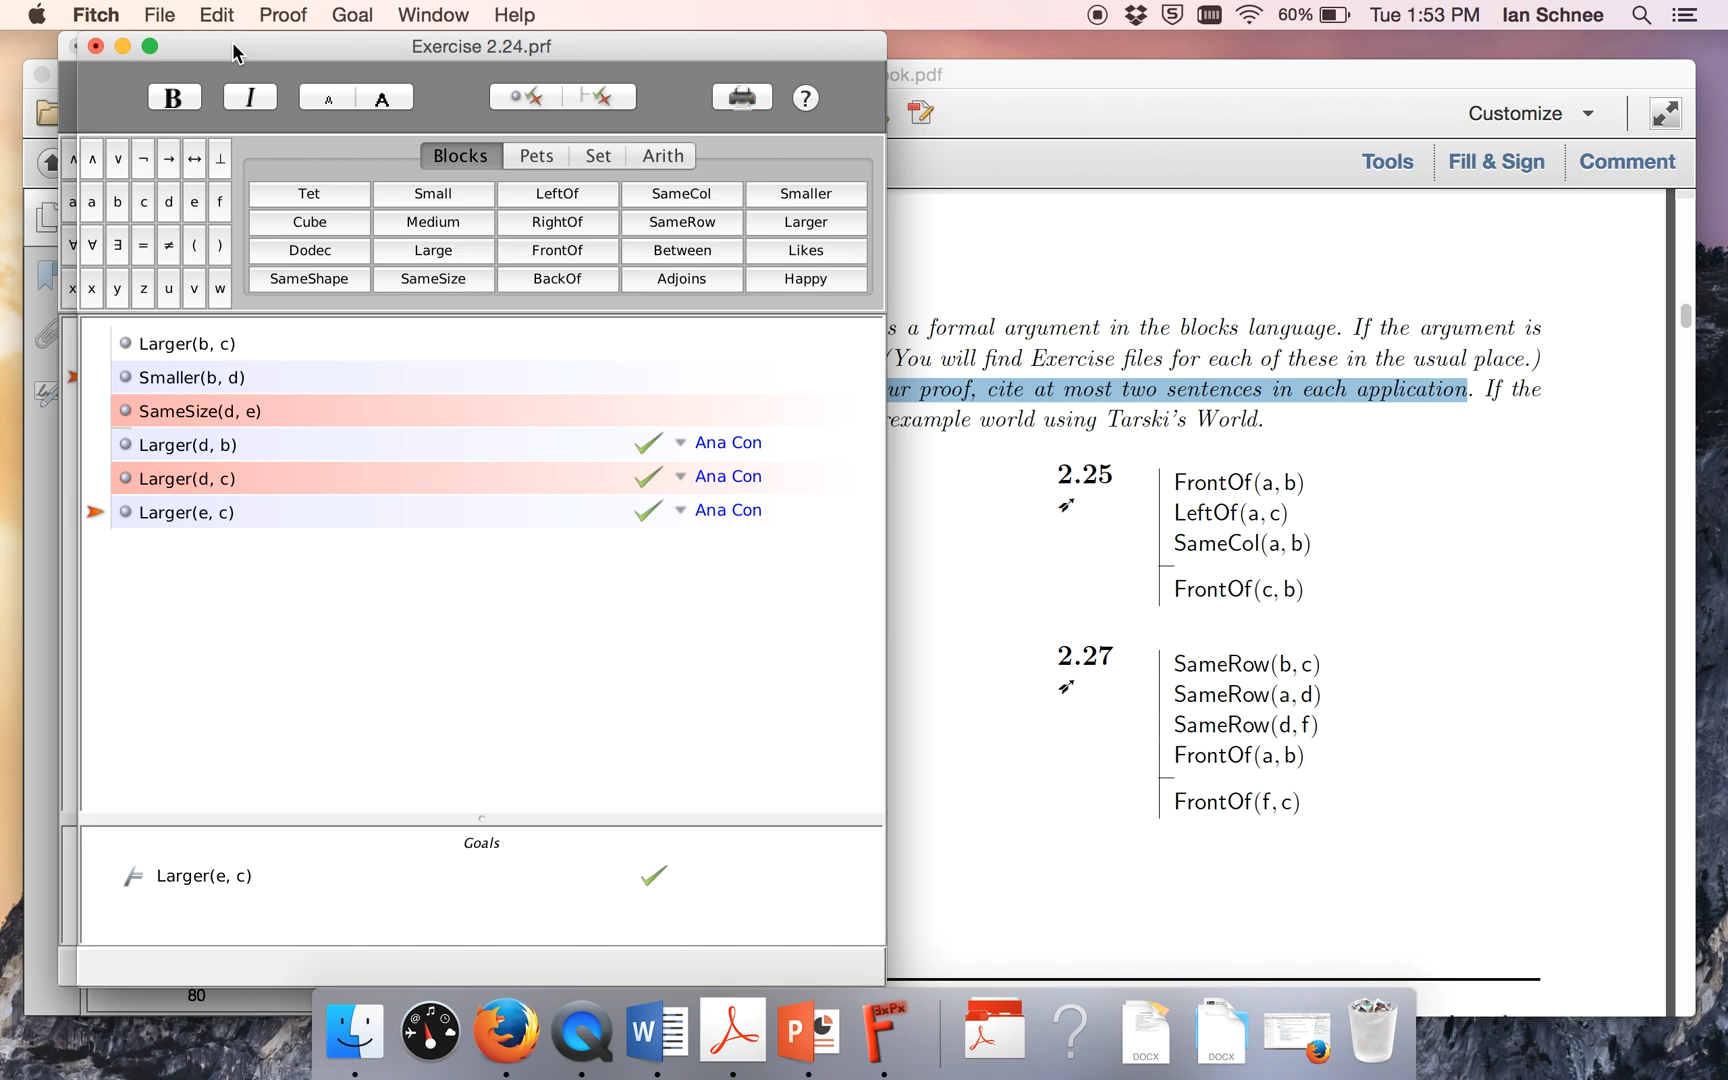 Fitch File Edit Proof Goal Window Help
60% Tue 1:53 PM Ian Schnee
Exercise 2.24.prf
ok.pdf
B I A A ?
Customize
Tools Fill & Sign Comment
∧ ∧ ∨ ¬ → ↔ ⊥
a a b c d e f
∀ ∀ ∃ = ≠ ( )
x x y z u v w
Blocks Pets Set Arith
Tet Small LeftOf SameCol Smaller
Cube Medium RightOf SameRow Larger
Dodec Large FrontOf Between Likes
SameShape SameSize BackOf Adjoins Happy
Larger(b, c)
Smaller(b, d)
SameSize(d, e)
Larger(d, b) Ana Con
Larger(d, c) Ana Con
Larger(e, c) Ana Con
Goals
Larger(e, c)
80
s a formal argument in the blocks language. If the argument is
(You will find Exercise files for each of these in the usual place.)
ur proof, cite at most two sentences in each application. If the
example world using Tarski's World.
2.25
FrontOf(a, b)
LeftOf(a, c)
SameCol(a, b)
FrontOf(c, b)
2.27
SameRow(b, c)
SameRow(a, d)
SameRow(d, f)
FrontOf(a, b)
FrontOf(f, c)
W P F ∃xPx ? DOCX DOCX